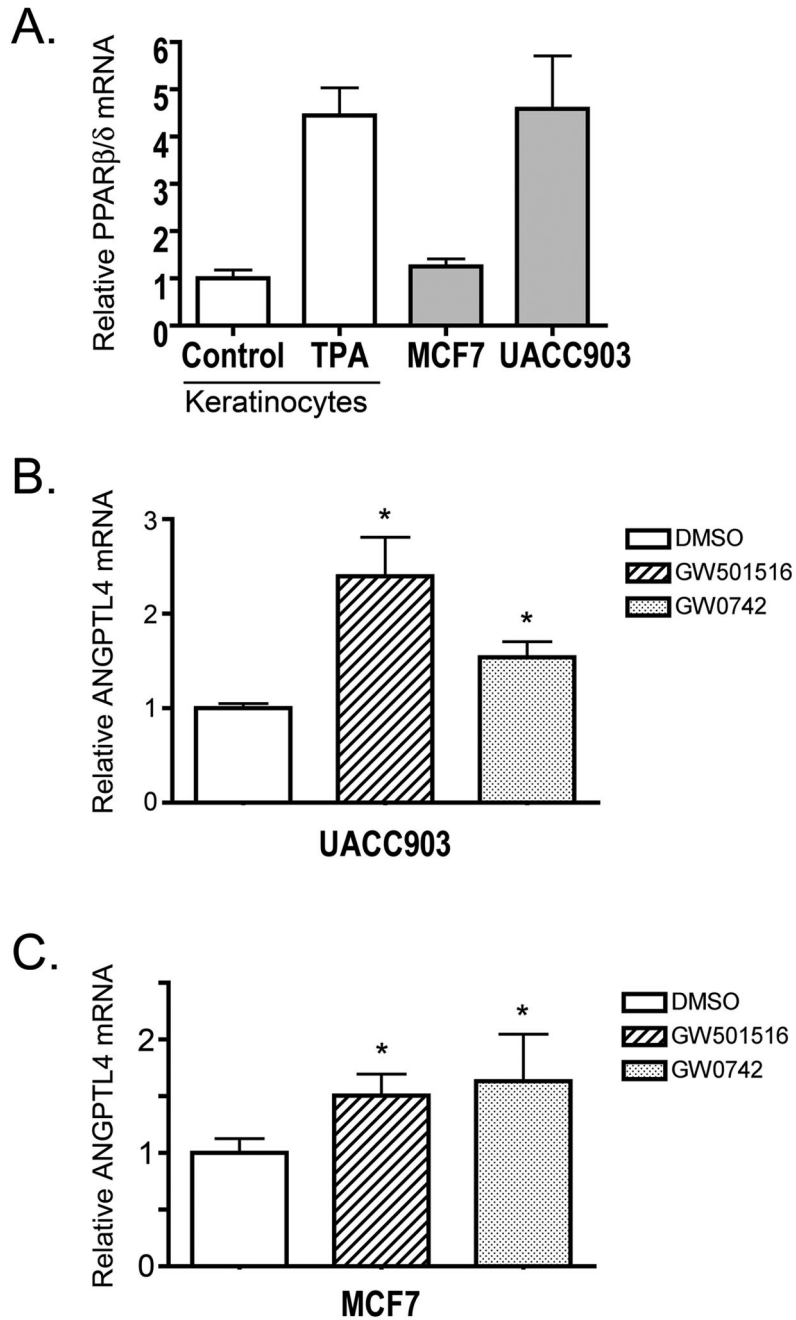 A.
Relative PPARβ/δ mRNA
6
5
4
3
2
1
0
Control TPA MCF7 UACC903
Keratinocytes
B.
Relative ANGPTL4 mRNA
3
2
1
0
*
*
DMSO
GW501516
GW0742
UACC903
C.
Relative ANGPTL4 mRNA
2
1
0
*
*
DMSO
GW501516
GW0742
MCF7